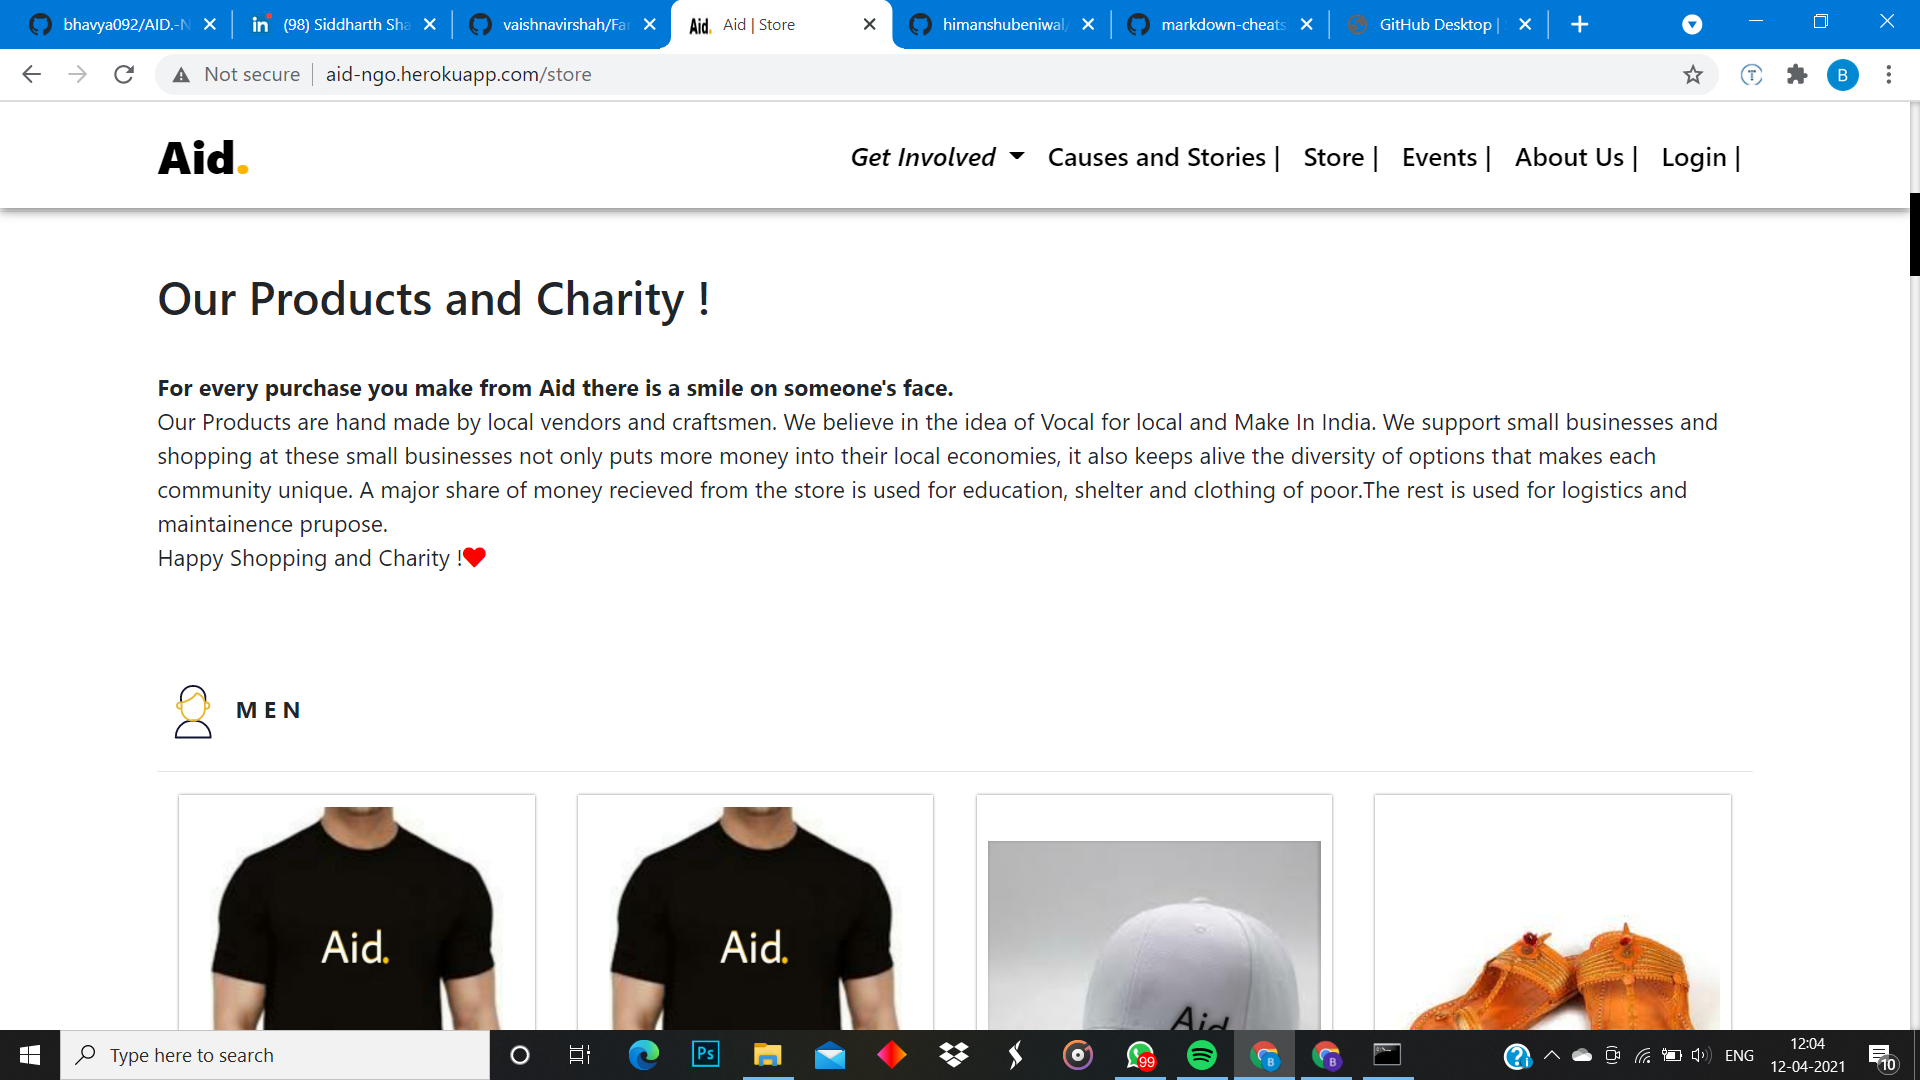 bhavya092/AID.-N
(98) Siddharth Sha
vaishnavirshah/Far
Aid. Aid | Store
himanshubeniwal/
markdown-cheats
GitHub Desktop |
Not secure aid-ngo.herokuapp.com/store
B
Aid.
Get Involved Causes and Stories | Store | Events | About Us | Login |
Our Products and Charity !
For every purchase you make from Aid there is a smile on someone's face.
Our Products are hand made by local vendors and craftsmen. We believe in the idea of Vocal for local and Make In India. We support small businesses and
shopping at these small businesses not only puts more money into their local economies, it also keeps alive the diversity of options that makes each
community unique. A major share of money recieved from the store is used for education, shelter and clothing of poor.The rest is used for logistics and
maintainence prupose.
Happy Shopping and Charity !
MEN
Aid.
Aid.
Aid
Type here to search
Ps
99
B
B
ENG
12:04
12-04-2021
10